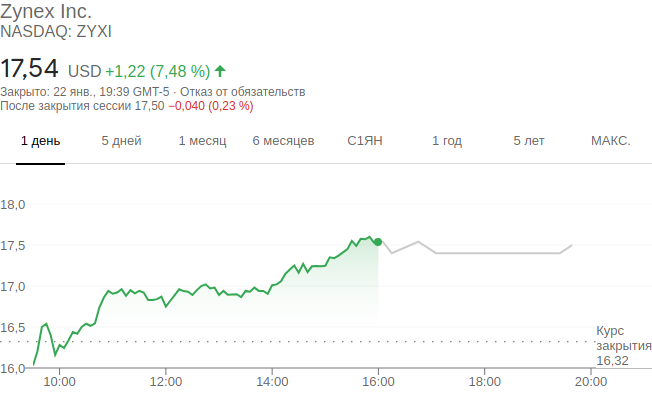 Zynex Inc.
NASDAQ: ZYXI
17,54 USD +1,22 (7,48 %)
Закрыто: 22 янв., 19:39 GMT-5 · Отказ от обязательств
После закрытия сессии 17,50 −0,040 (0,23 %)
1 день 5 дней 1 месяц 6 месяцев С1ЯН 1 год 5 лет МАКС.
18,0
17,5
17,0
16,5
16,0
Курс
закрытия
16,32
10:00 12:00 14:00 16:00 18:00 20:00